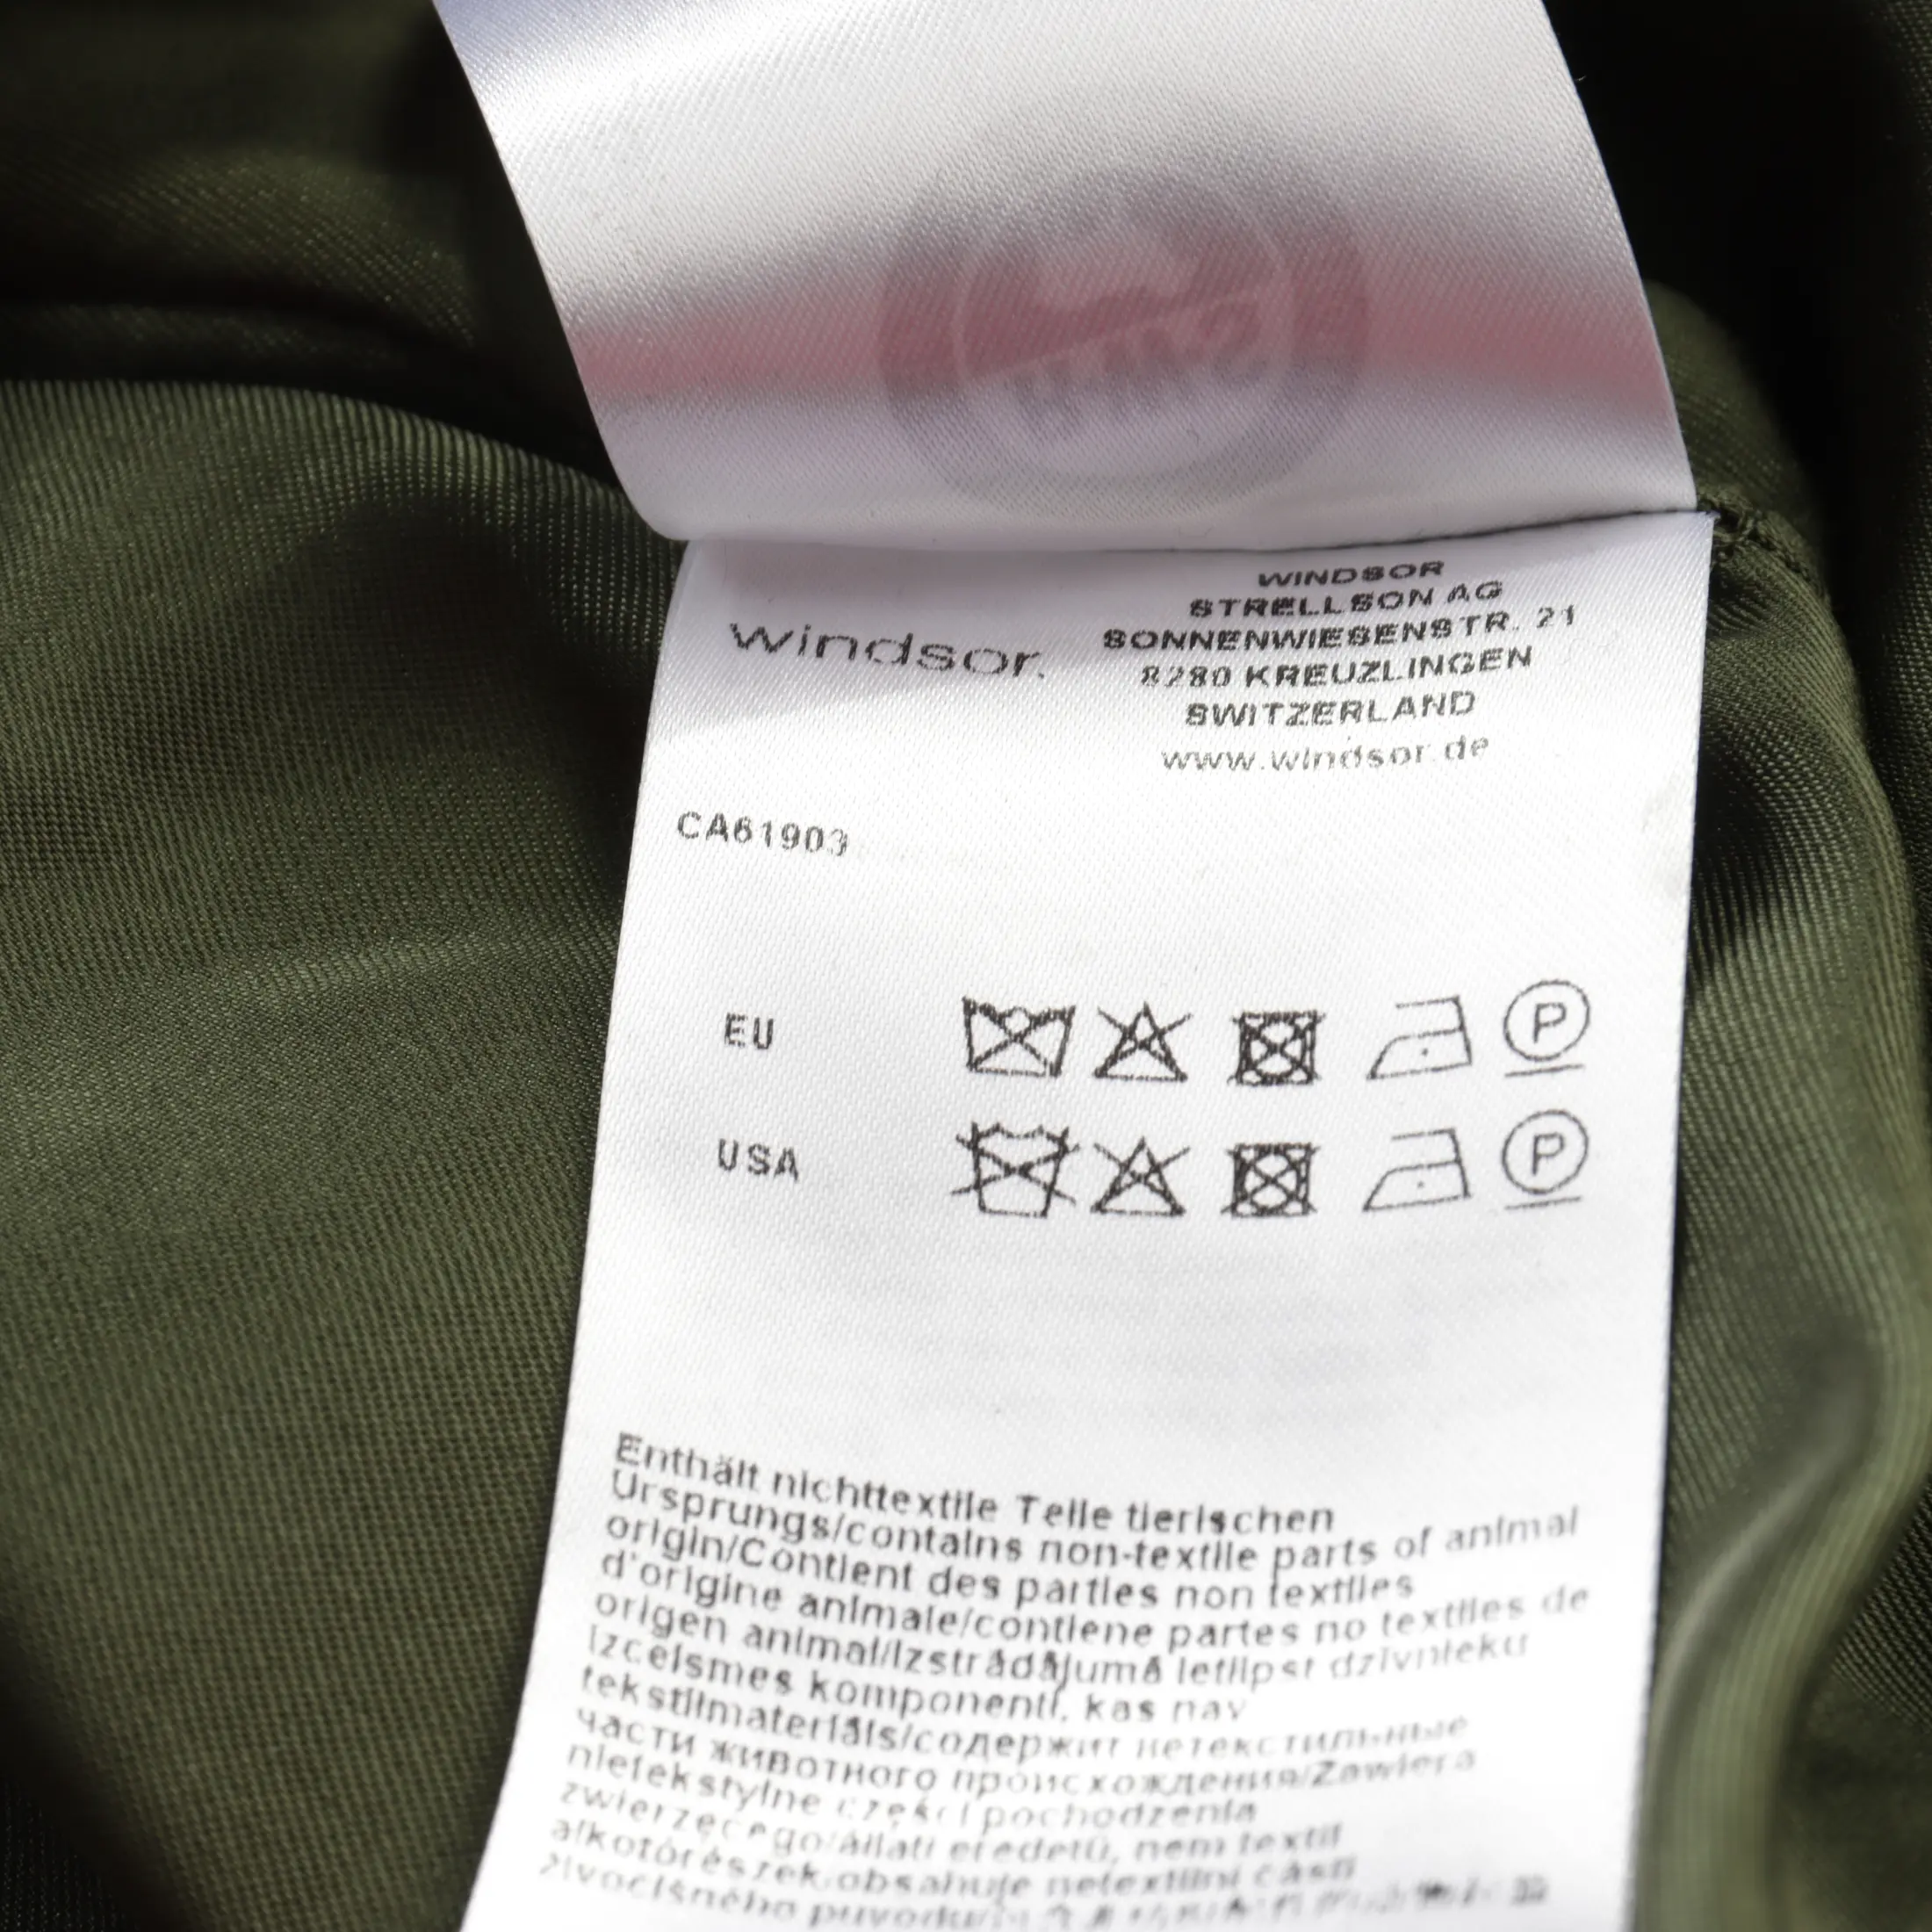 windsor.
WINDSOR
STRELLSON AG
SONNENWIESENSTR. 21
8280 KREUZLINGEN
SWITZERLAND
www.windsor.de
CA61903
EU
P
USA
P
Enthält nichttextile Teile tierischen
Ursprungs/contains non-textile parts of animal
origin/Contient des parties non textiles
d'origine animale/contiene partes no textiles de
origen animal/Izstrādājumā ietilpst dzīvnieku
izcelsmes komponenti, kas nav
tekstilmateriāls/содержит нетекстильные
части животного происхождения/Zawiera
nietekstylne części pochodzenia
zwierzęcego/állati eredetű, nem textil
alkotórészek/obsahuje netextilní části
živočišného původu/